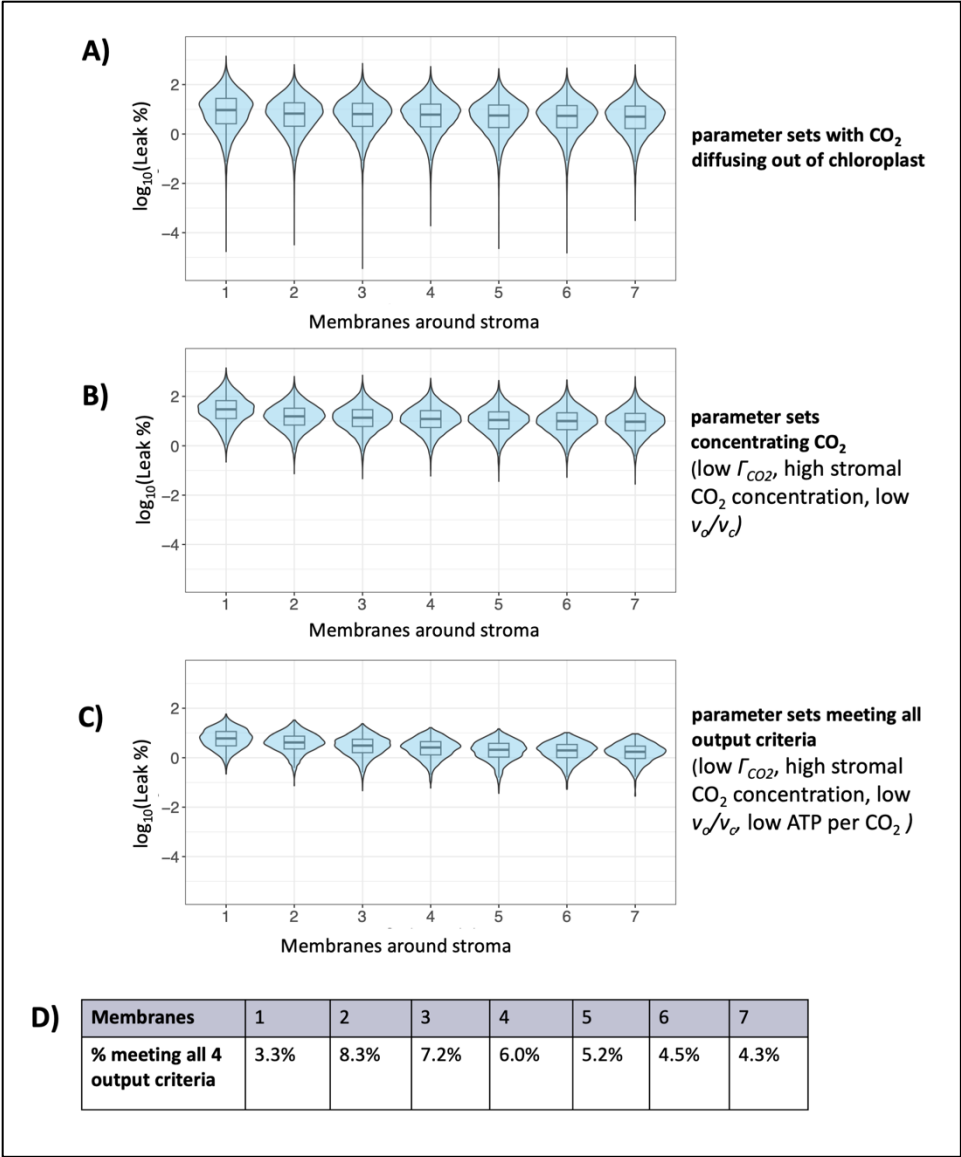 A)
log₁₀(Leak %)
2
0
−2
−4
1 2 3 4 5 6 7
Membranes around stroma
parameter sets with CO₂
diffusing out of chloroplast
B)
log₁₀(Leak %)
2
0
−2
−4
1 2 3 4 5 6 7
Membranes around stroma
parameter sets
concentrating CO₂
(low Γ_CO2, high stromal
CO₂ concentration, low
vₒ/v_c)
C)
log₁₀(Leak %)
2
0
−2
−4
1 2 3 4 5 6 7
Membranes around stroma
parameter sets meeting all
output criteria
(low Γ_CO2, high stromal
CO₂ concentration, low
vₒ/v_c, low ATP per CO₂ )
D)
Membranes 1 2 3 4 5 6 7
% meeting all 4 3.3% 8.3% 7.2% 6.0% 5.2% 4.5% 4.3%
output criteria